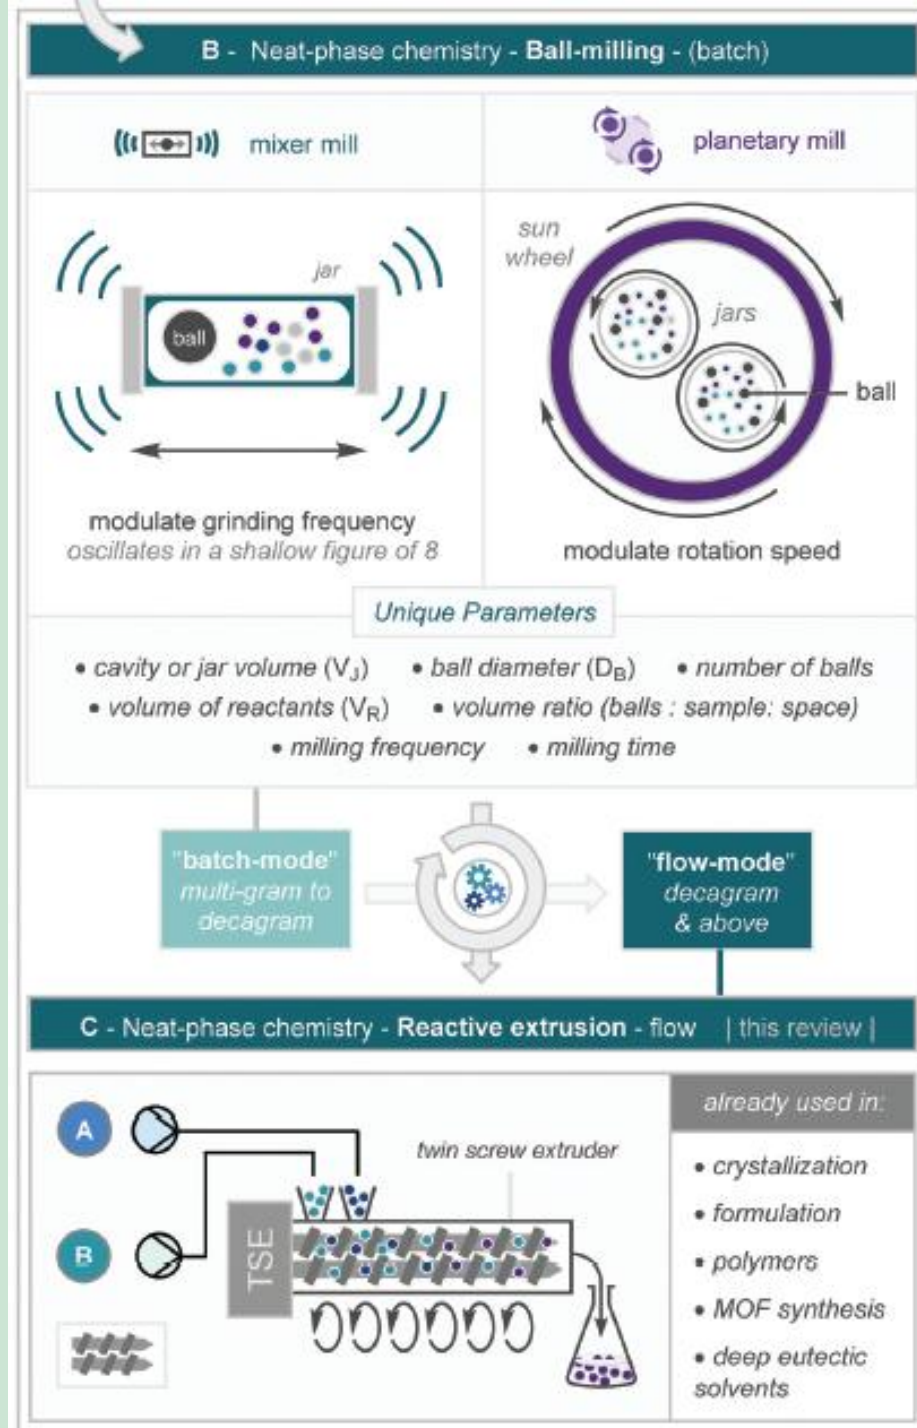 B - Neat-phase chemistry - Ball-milling - (batch)
mixer mill
planetary mill
jar
ball
sun
wheel
jars
ball
modulate grinding frequency
oscillates in a shallow figure of 8
modulate rotation speed
Unique Parameters
• cavity or jar volume (V_J) • ball diameter (D_B) • number of balls
• volume of reactants (V_R) • volume ratio (balls : sample: space)
• milling frequency • milling time
"batch-mode"
multi-gram to
decagram
"flow-mode"
decagram
& above
C - Neat-phase chemistry - Reactive extrusion - flow | this review |
A
B
TSE
twin screw extruder
already used in:
• crystallization
• formulation
• polymers
• MOF synthesis
• deep eutectic
solvents